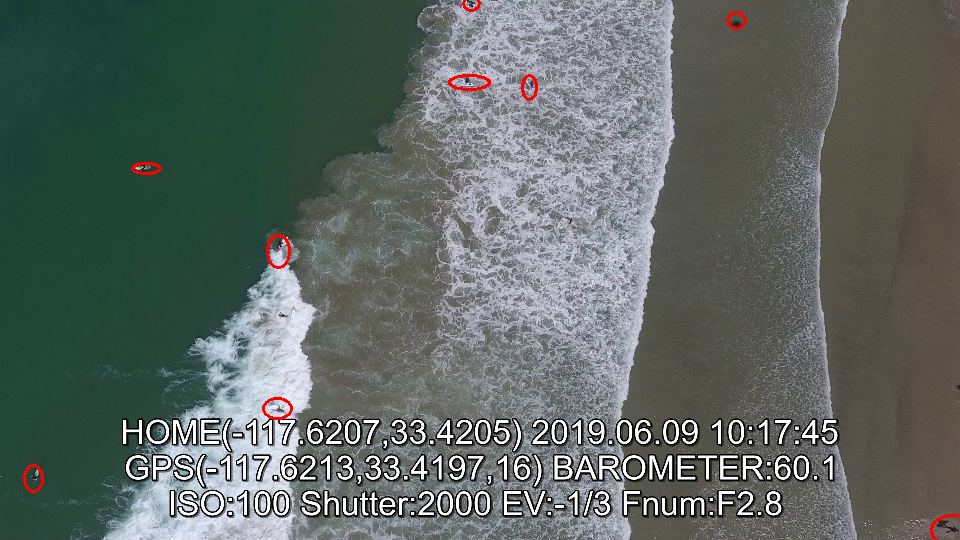 HOME(-117.6207,33.4205) 2019.06.09 10:17:45
GPS(-117.6213,33.4197,16) BAROMETER:60.1
ISO:100 Shutter:2000 EV:-1/3 Fnum:F2.8